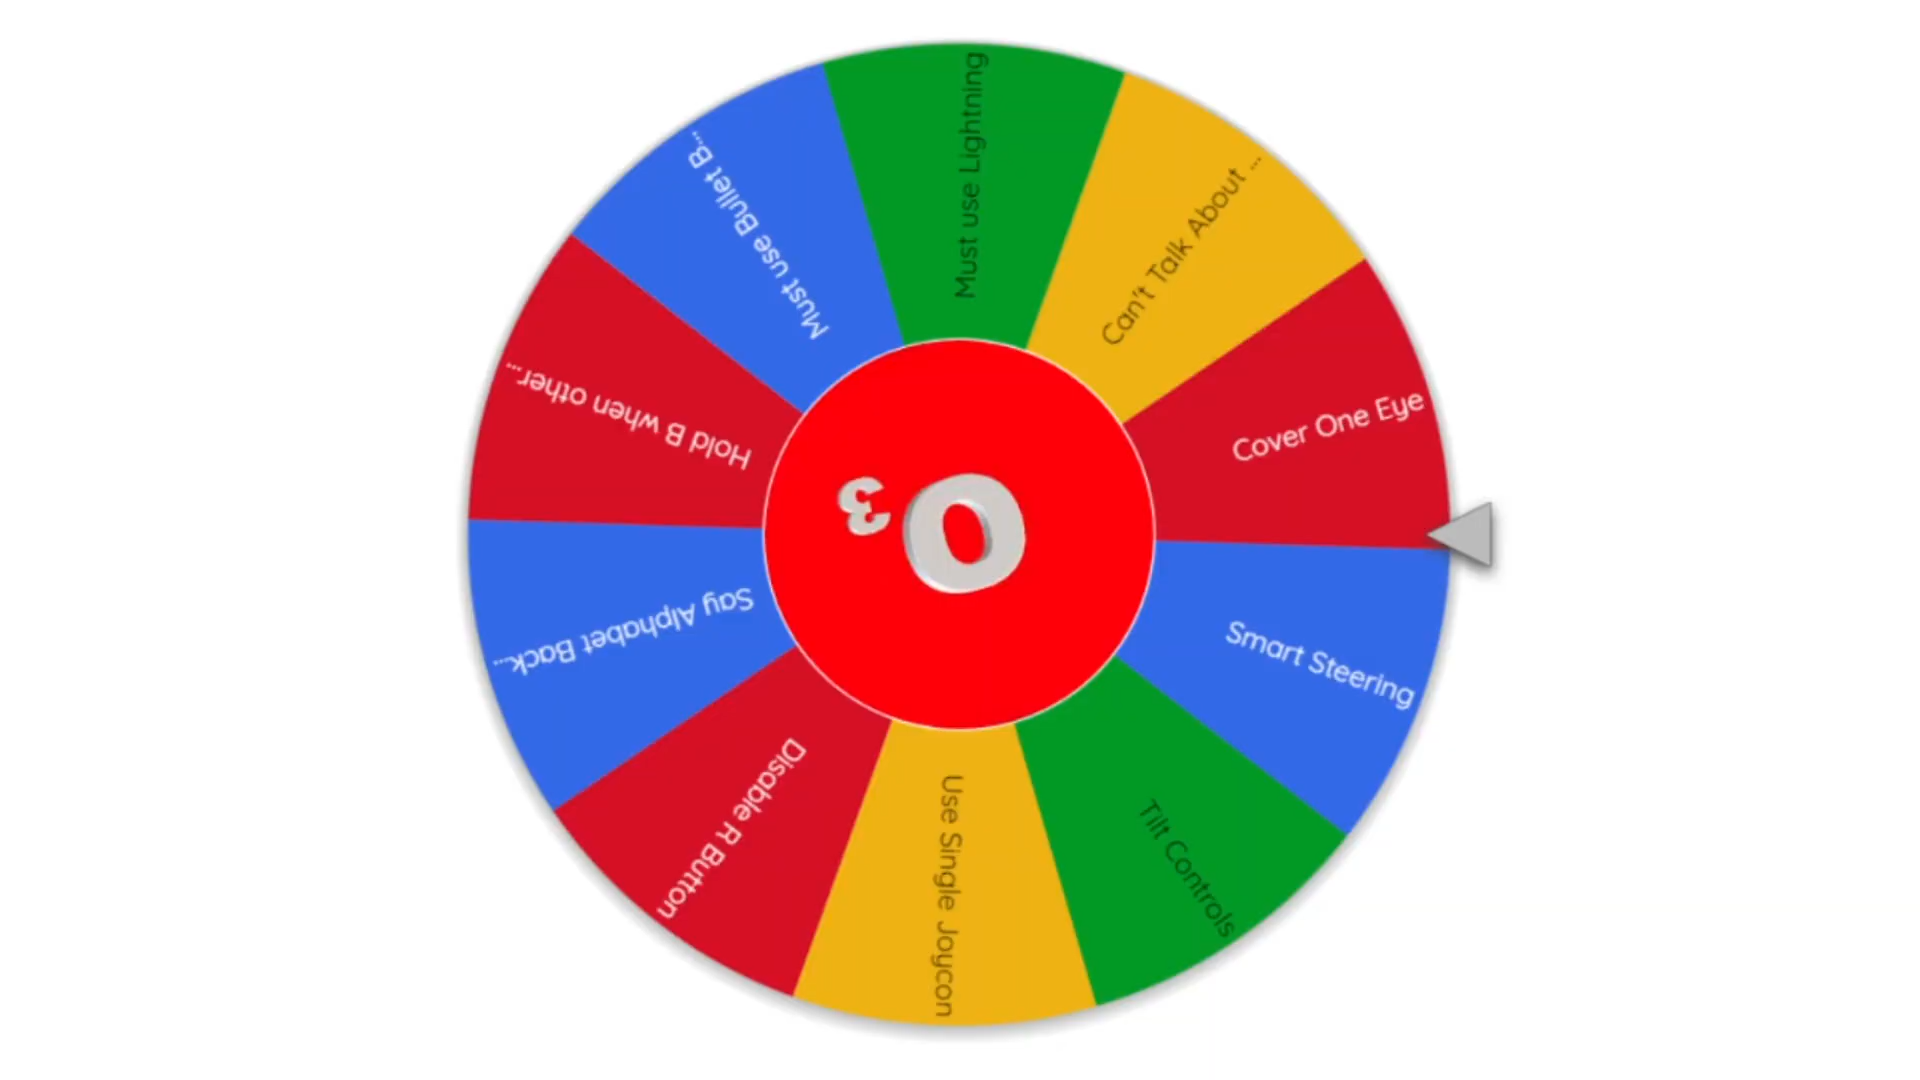 Must use Lightning
Can't Talk About ...
Cover One Eye
Smart Steering
Tilt Controls
Use Single Joycon
Disable R Button
Say Alphabet Back...
Hold B when other...
Must use Bullet B...
O3